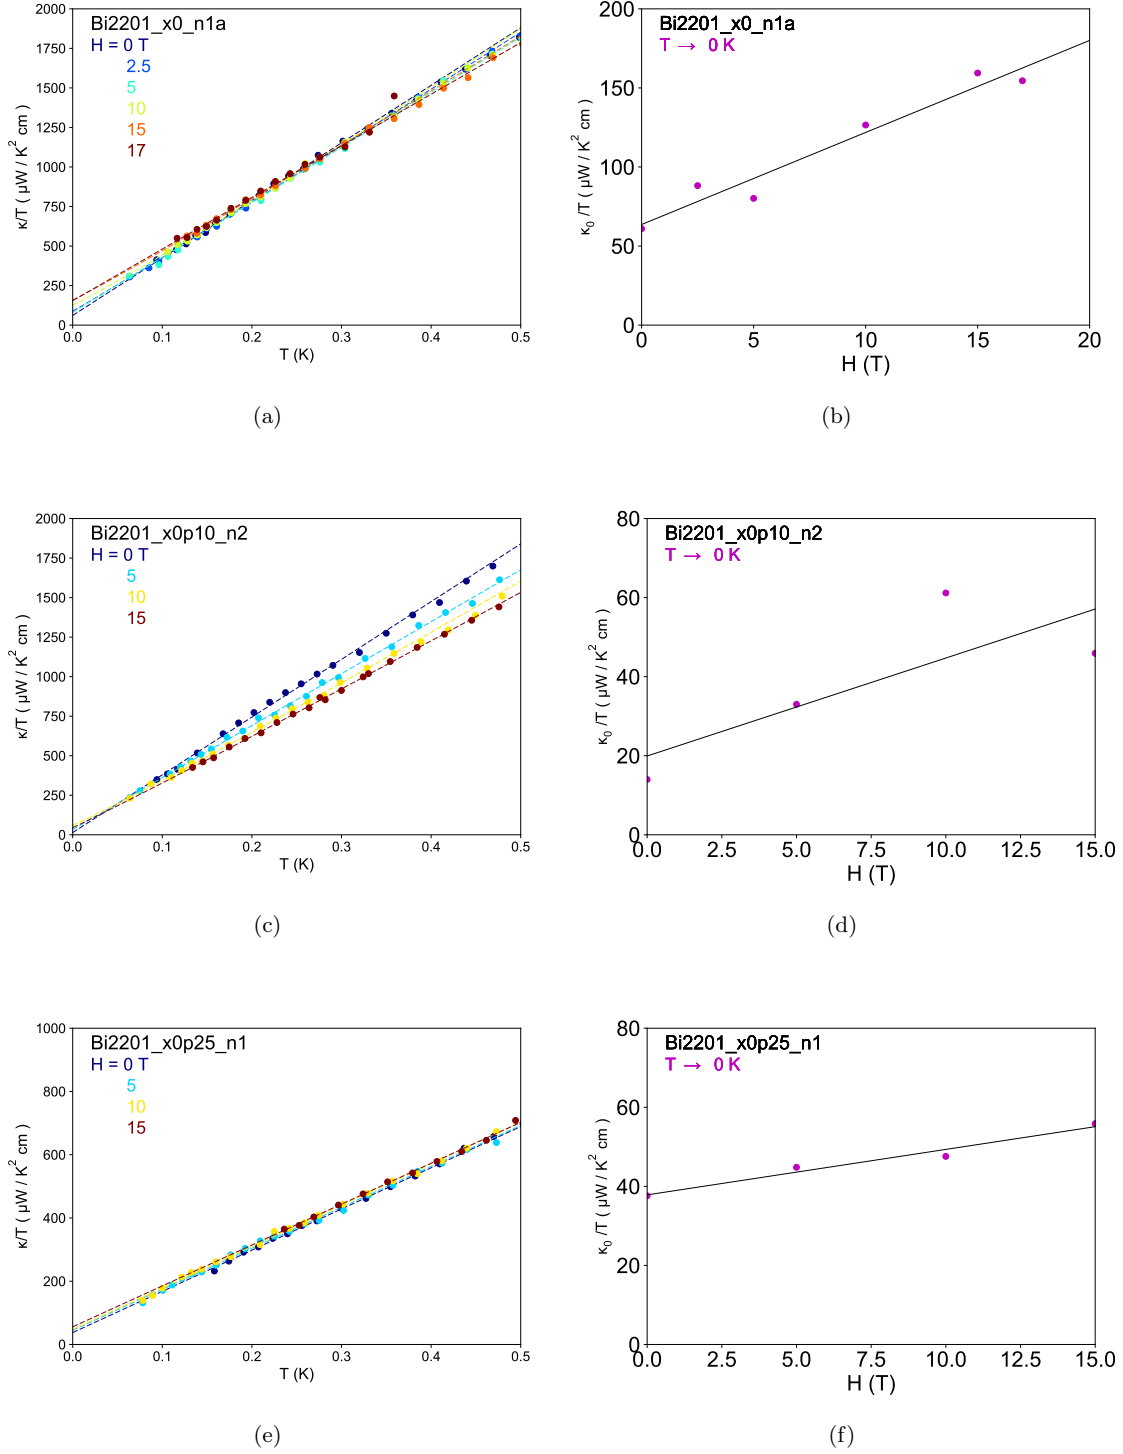 Bi2201_x0_n1a
H = 0 T
2.5
5
10
15
17
2000
1750
1500
1250
1000
750
500
250
0
κ/T ( μW / K² cm )
0.0 0.1 0.2 0.3 0.4 0.5
T (K)
(a)
Bi2201_x0_n1a
T → 0 K
200
150
100
50
0
κ₀ /T ( μW / K² cm )
0 5 10 15 20
H (T)
(b)
Bi2201_x0p10_n2
H = 0 T
5
10
15
2000
1750
1500
1250
1000
750
500
250
0
κ/T ( μW / K² cm )
0.0 0.1 0.2 0.3 0.4 0.5
T (K)
(c)
Bi2201_x0p10_n2
T → 0 K
80
60
40
20
0
κ₀ /T ( μW / K² cm )
0.0 2.5 5.0 7.5 10.0 12.5 15.0
H (T)
(d)
Bi2201_x0p25_n1
H = 0 T
5
10
15
1000
800
600
400
200
0
κ/T ( μW / K² cm )
0.0 0.1 0.2 0.3 0.4 0.5
T (K)
(e)
Bi2201_x0p25_n1
T → 0 K
80
60
40
20
0
κ₀ /T ( μW / K² cm )
0.0 2.5 5.0 7.5 10.0 12.5 15.0
H (T)
(f)